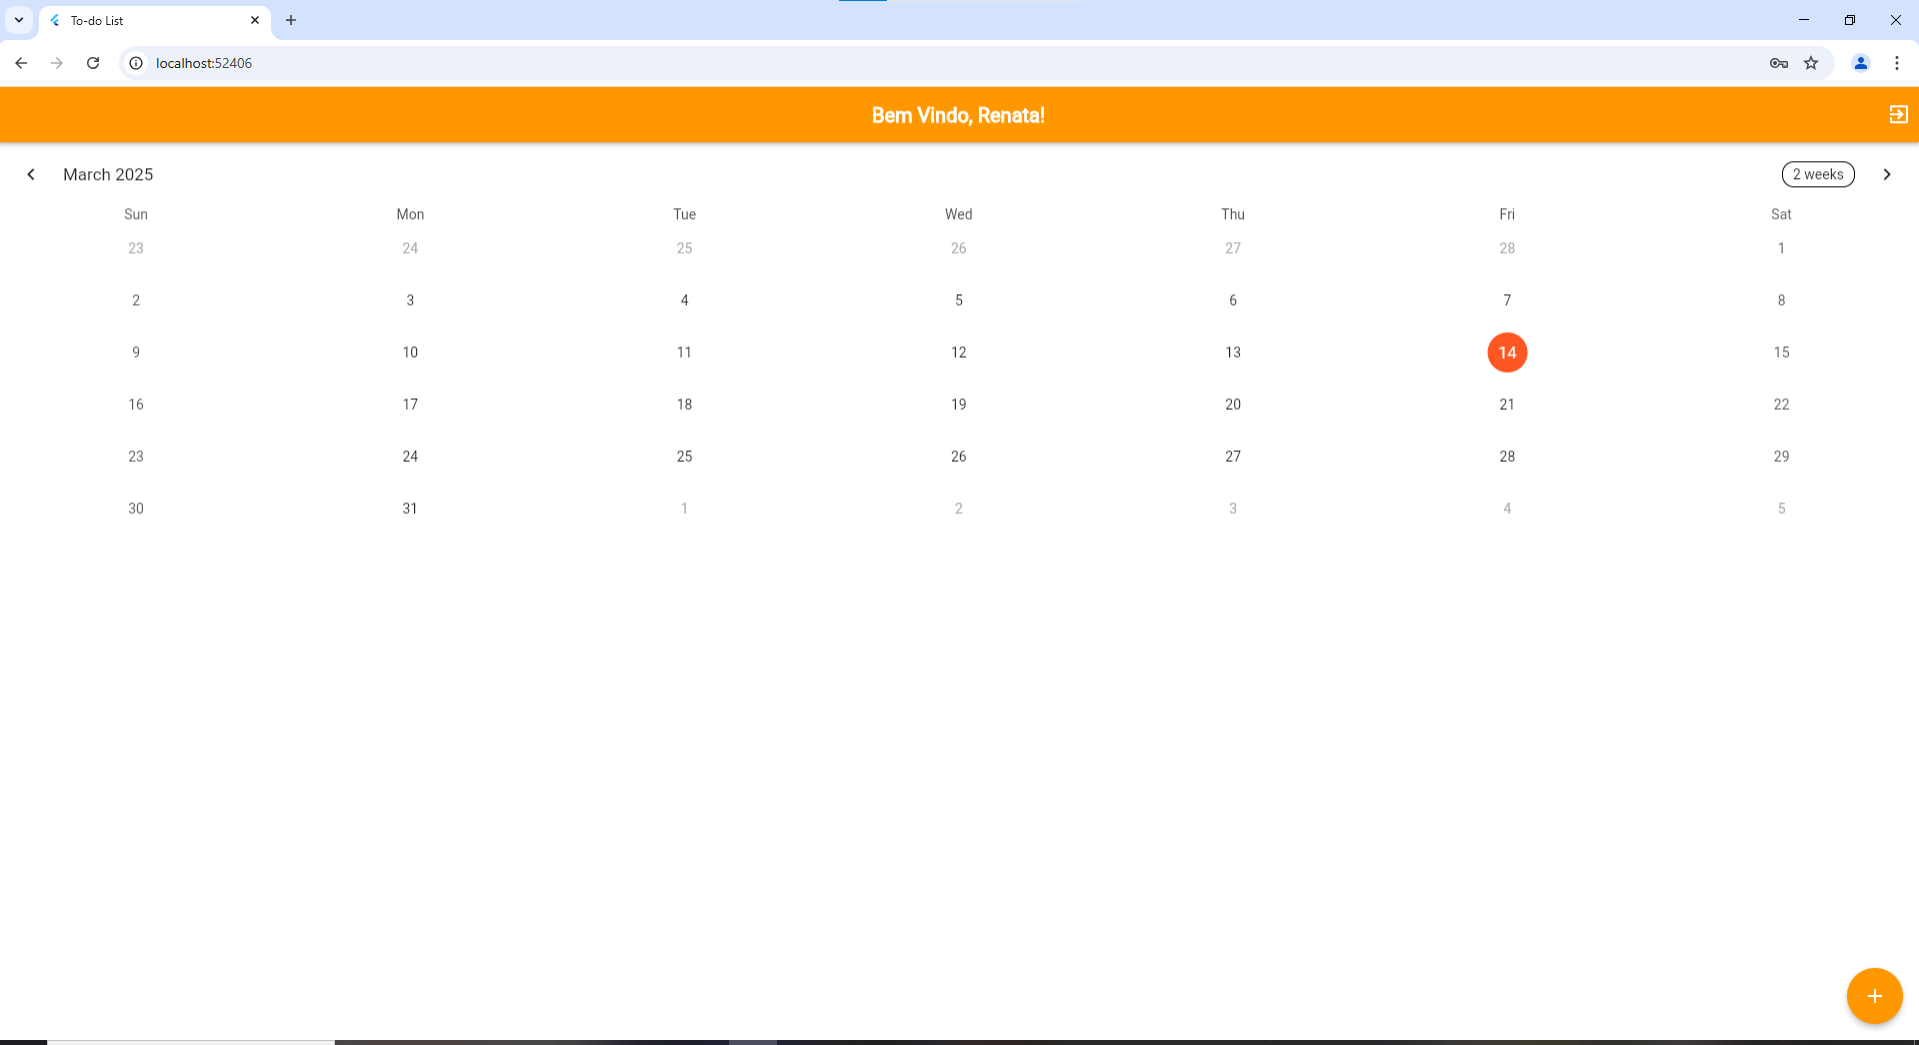 To-do List
localhost:52406
Bem Vindo, Renata!
March 2025
2 weeks
Sun Mon Tue Wed Thu Fri Sat
23 24 25 26 27 28 1
2 3 4 5 6 7 8
9 10 11 12 13 14 15
16 17 18 19 20 21 22
23 24 25 26 27 28 29
30 31 1 2 3 4 5